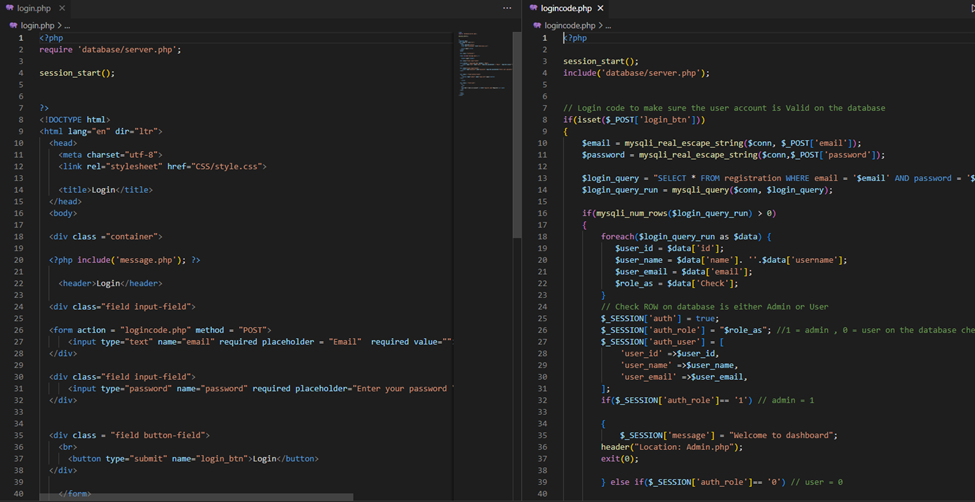 login.php ×
login.php > ...
1 <?php
2 require 'database/server.php';
3
4 session_start();
5
6
7 ?>
8 <!DOCTYPE html>
9 <html lang="en" dir="ltr">
10 <head>
11 <meta charset="utf-8">
12 <link rel="stylesheet" href="CSS/style.css">
13
14 <title>Login</title>
15 </head>
16 <body>
17
18 <div class ="container">
19
20 <?php include('message.php'); ?>
21
22 <header>Login</header>
23
24 <div class="field input-field">
25
26 <form action = "logincode.php" method = "POST">
27 <input type="text" name="email" required placeholder = "Email"  required value=""
28 </div>
29
30 <div class="field input-field">
31 <input type="password" name="password" required placeholder="Enter your password
32 </div>
33
34
35 <div class = "field button-field">
36 <br>
37 <button type="submit" name="login_btn">Login</button>
38 </div>
39
40 </form>
logincode.php ×
logincode.php > ...
1 <?php
2
3 session_start();
4 include('database/server.php');
5
6
7 // Login code to make sure the user account is Valid on the database
8 if(isset($_POST['login_btn']))
9 {
10 $email = mysqli_real_escape_string($conn, $_POST['email']);
11 $password = mysqli_real_escape_string($conn,$_POST['password']);
12
13 $login_query = "SELECT * FROM registration WHERE email = '$email' AND password = '$
14 $login_query_run = mysqli_query($conn, $login_query);
15
16 if(mysqli_num_rows($login_query_run) > 0)
17 {
18 foreach($login_query_run as $data) {
19 $user_id = $data['id'];
20 $user_name = $data['name']. ''.$data['username'];
21 $user_email = $data['email'];
22 $role_as = $data['Check'];
23 }
24 // Check ROW on database is either Admin or User
25 $_SESSION['auth'] = true;
26 $_SESSION['auth_role'] = "$role_as"; //1 = admin , 0 = user on the database che
27 $_SESSION['auth_user'] = [
28 'user_id' =>$user_id,
29 'user_name' =>$user_name,
30 'user_email' =>$user_email,
31 ];
32 if($_SESSION['auth_role']== '1') // admin = 1
33
34 {
35 $_SESSION['message'] = "Welcome to dashboard";
36 header("Location: Admin.php");
37 exit(0);
38
39 } else if($_SESSION['auth_role']== '0') // user = 0
40